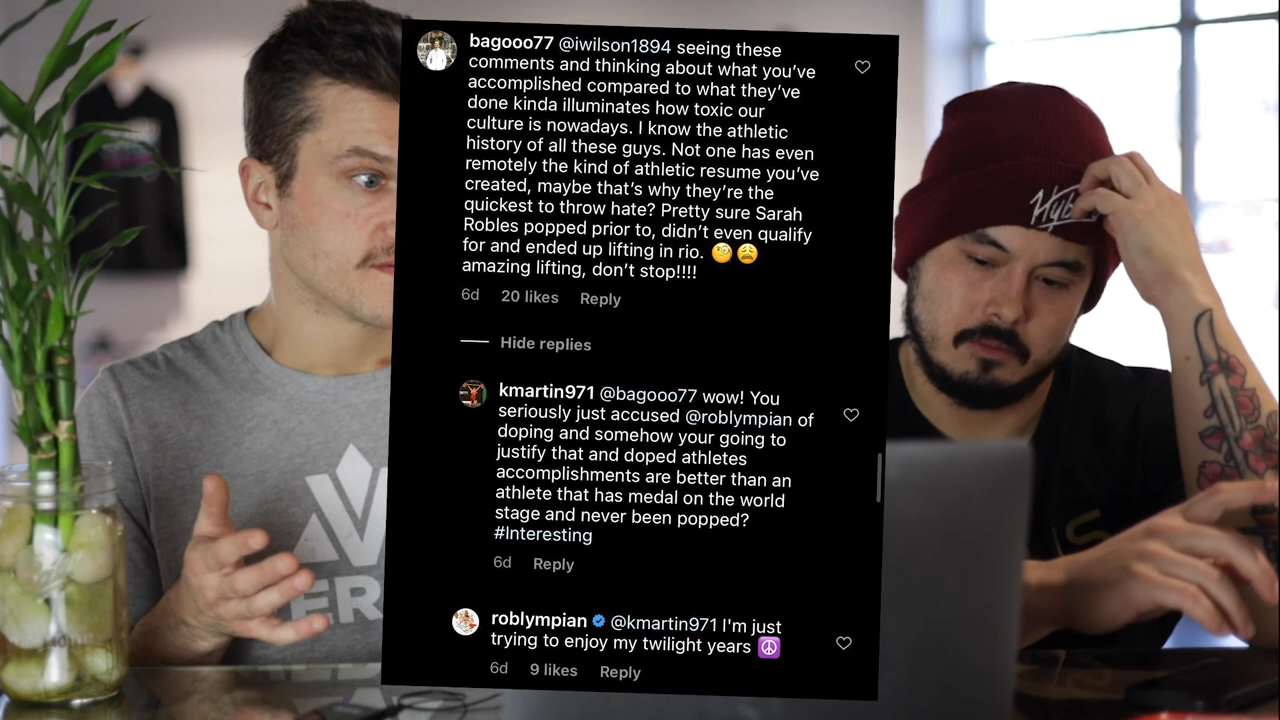 bagooo77 @iwilson1894 seeing these
comments and thinking about what you’ve
accomplished compared to what they’ve
done kinda illuminates how toxic our
culture is nowadays. I know the athletic
history of all these guys. Not one has even
remotely the kind of athletic resume you’ve
created, maybe that’s why they’re the
quickest to throw hate? Pretty sure Sarah
Robles popped prior to, didn’t even qualify
for and ended up lifting in rio. 🧐😩
amazing lifting, don’t stop!!!!
6d 20 likes Reply
Hide replies
kmartin971 @bagooo77 wow! You
seriously just accused @roblympian of
doping and somehow your going to
justify that and doped athletes
accomplishments are better than an
athlete that has medal on the world
stage and never been popped?
#Interesting
6d Reply
roblympian @kmartin971 I'm just
trying to enjoy my twilight years ☮️
6d 9 likes Reply